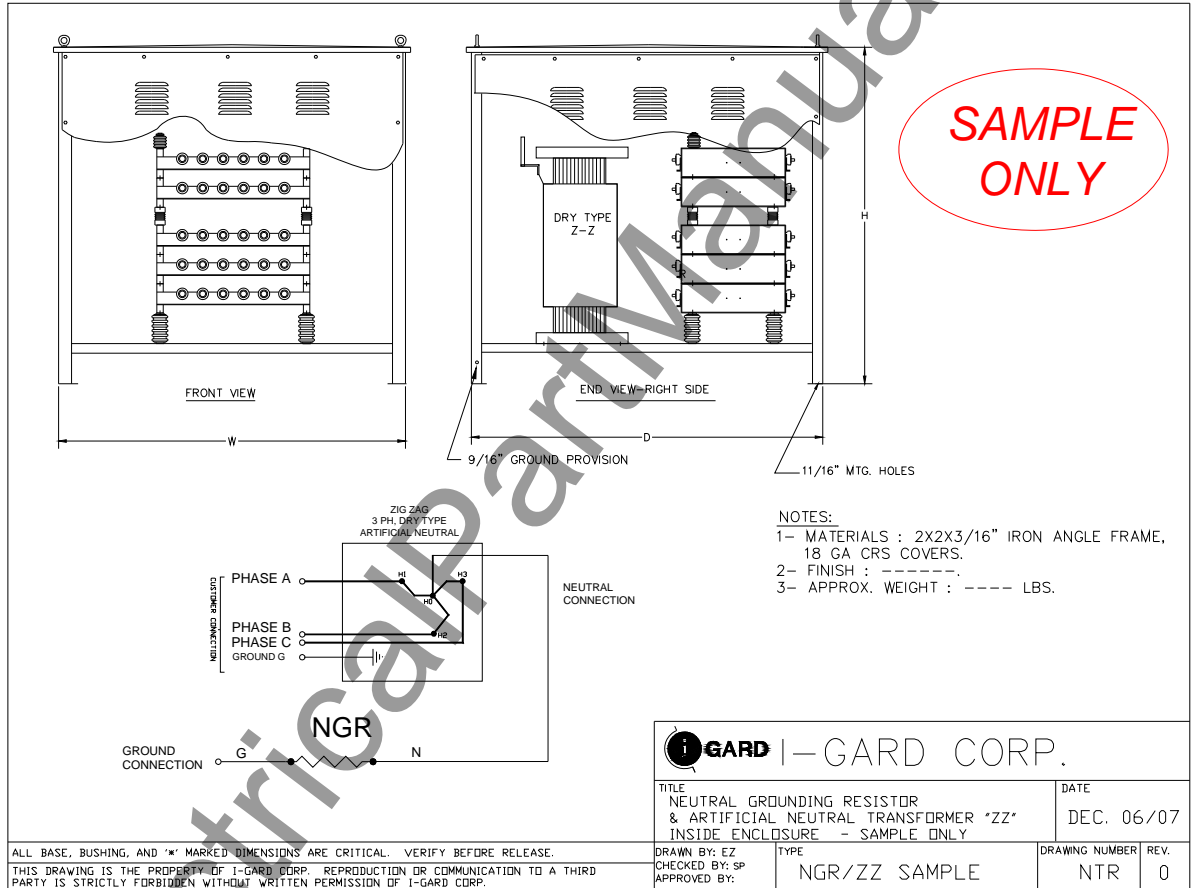 SAMPLE
ONLY
DRY TYPE
Z-Z
R
H
FRONT VIEW
END VIEW-RIGHT SIDE
W
D
9/16" GROUND PROVISION
11/16" MTG. HOLES
NOTES:
1- MATERIALS : 2X2X3/16" IRON ANGLE FRAME,
18 GA CRS COVERS.
2- FINISH : ------.
3- APPROX. WEIGHT : ---- LBS.
ZIG ZAG
3 PH, DRY TYPE
ARTIFICIAL NEUTRAL
CUSTOMER CONNECTION
PHASE A
PHASE B
PHASE C
GROUND G
H1
H3
H0
H2
NEUTRAL
CONNECTION
NGR
GROUND
CONNECTION
G
N
ALL BASE, BUSHING, AND '*' MARKED DIMENSIONS ARE CRITICAL. VERIFY BEFORE RELEASE.
THIS DRAWING IS THE PROPERTY OF I-GARD CORP. REPRODUCTION OR COMMUNICATION TO A THIRD
PARTY IS STRICTLY FORBIDDEN WITHOUT WRITTEN PERMISSION OF I-GARD CORP.
i GARD I-GARD CORP.
TITLE
NEUTRAL GROUNDING RESISTOR
& ARTIFICIAL NEUTRAL TRANSFORMER "ZZ"
INSIDE ENCLOSURE - SAMPLE ONLY
DATE
DEC. 06/07
DRAWN BY: EZ
CHECKED BY: SP
APPROVED BY:
TYPE
NGR/ZZ SAMPLE
DRAWING NUMBER
NTR
REV.
0
ctricalPartManua